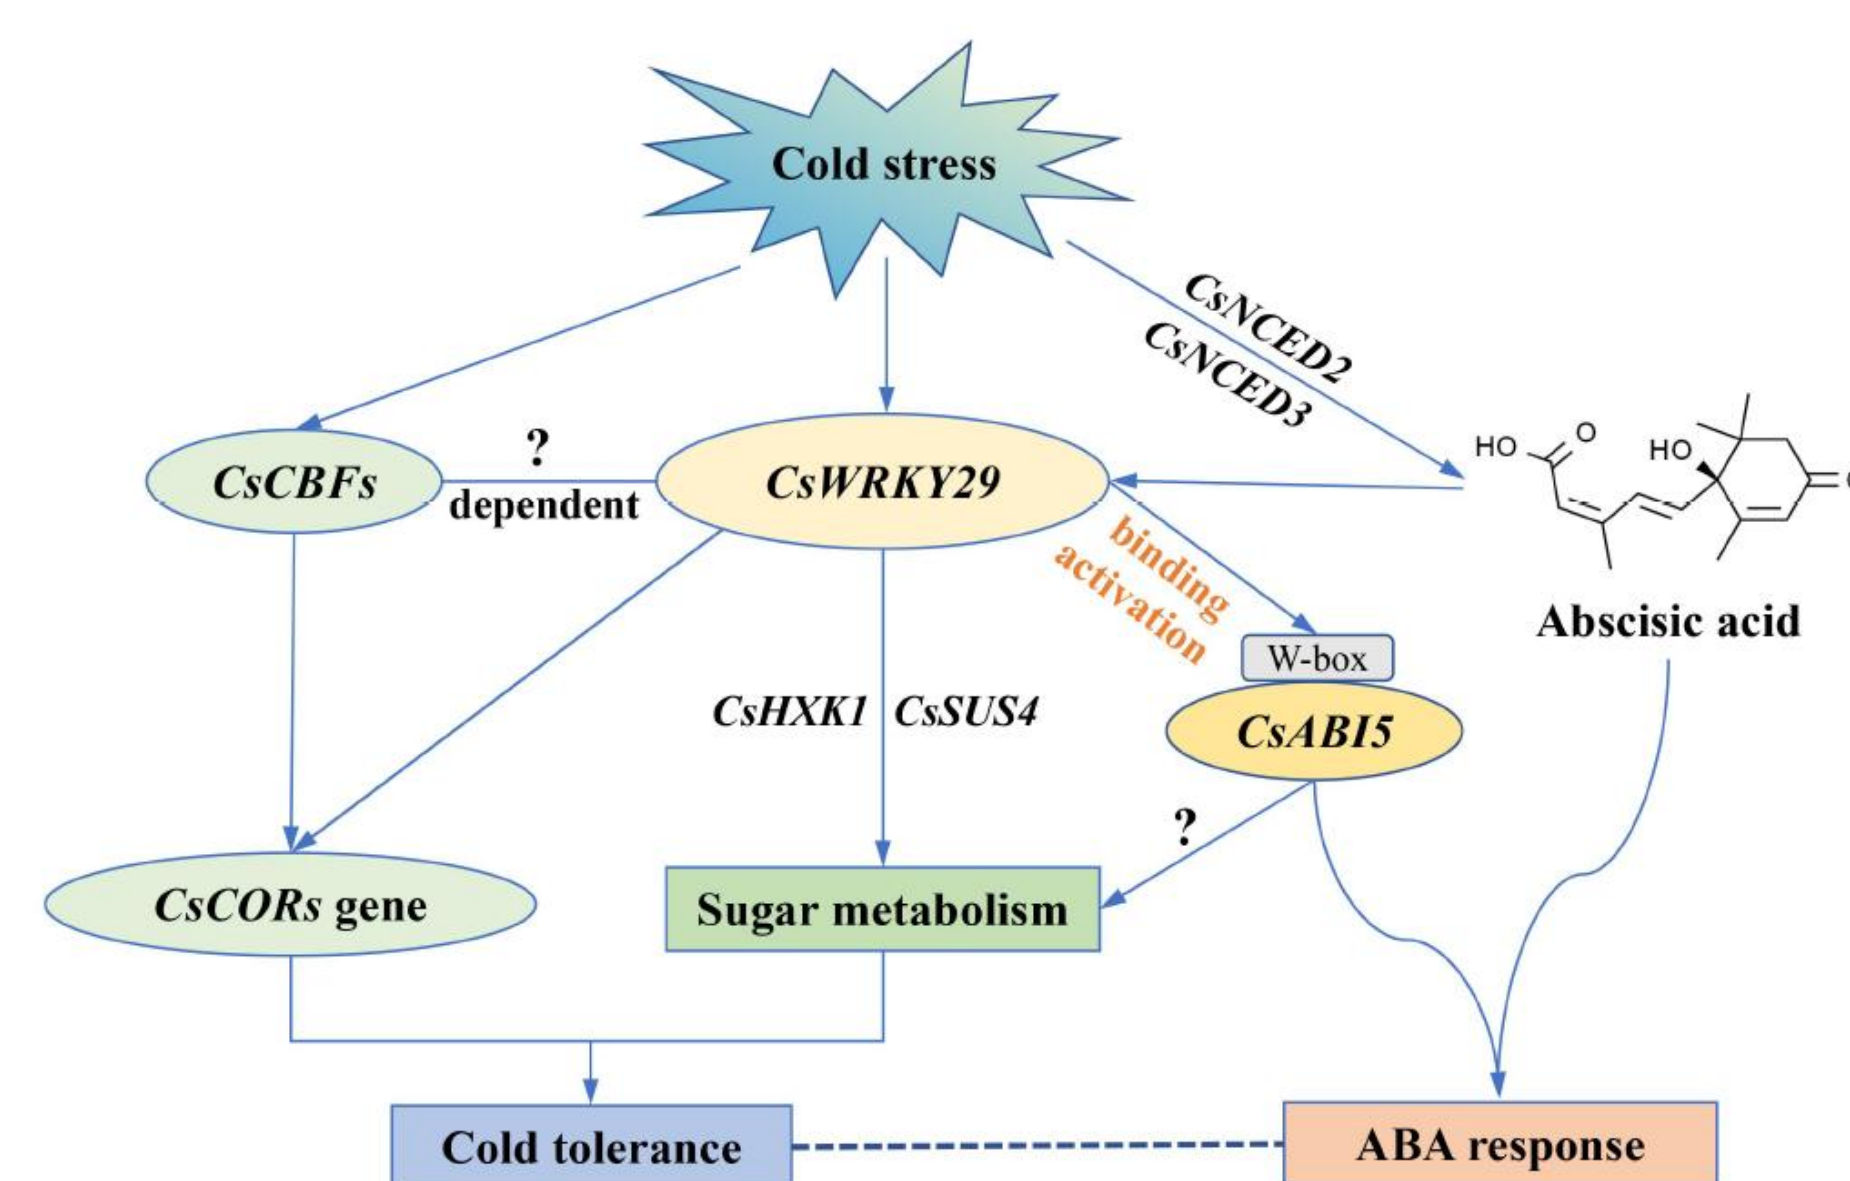 Cold stress
CsNCED2
CsNCED3
HO
O
HO
CsCBFs
?
dependent
CsWRKY29
binding
activation
Abscisic acid
W-box
CsHXK1
CsSUS4
CsABI5
?
CsCORs gene
Sugar metabolism
Cold tolerance
ABA response